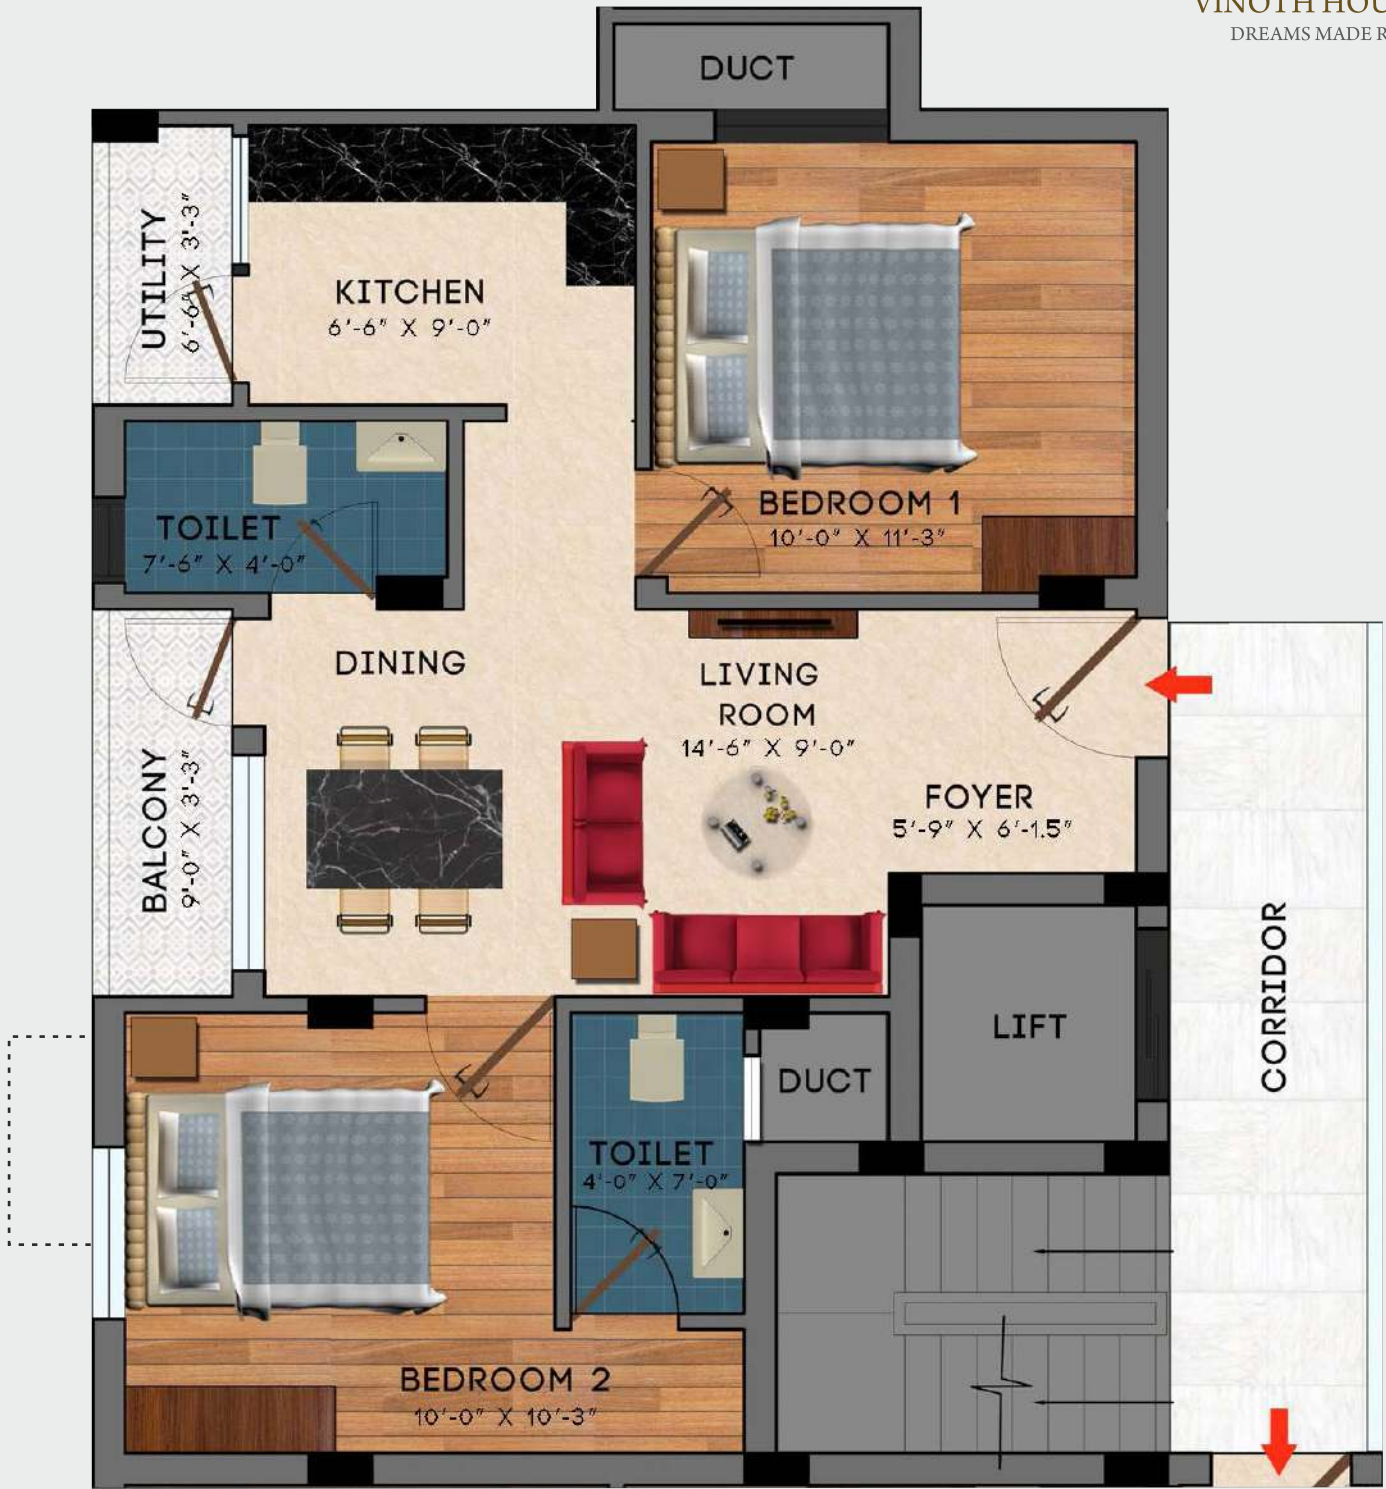 VINOTH HOU
DREAMS MADE R
DUCT
UTILITY
6'-6" X 3'-3"
KITCHEN
6'-6" X 9'-0"
BEDROOM 1
10'-0" X 11'-3"
TOILET
7'-6" X 4'-0"
DINING
LIVING
ROOM
14'-6" X 9'-0"
FOYER
5'-9" X 6'-1.5"
BALCONY
9'-0" X 3'-3"
CORRIDOR
LIFT
DUCT
TOILET
4'-0" X 7'-0"
BEDROOM 2
10'-0" X 10'-3"